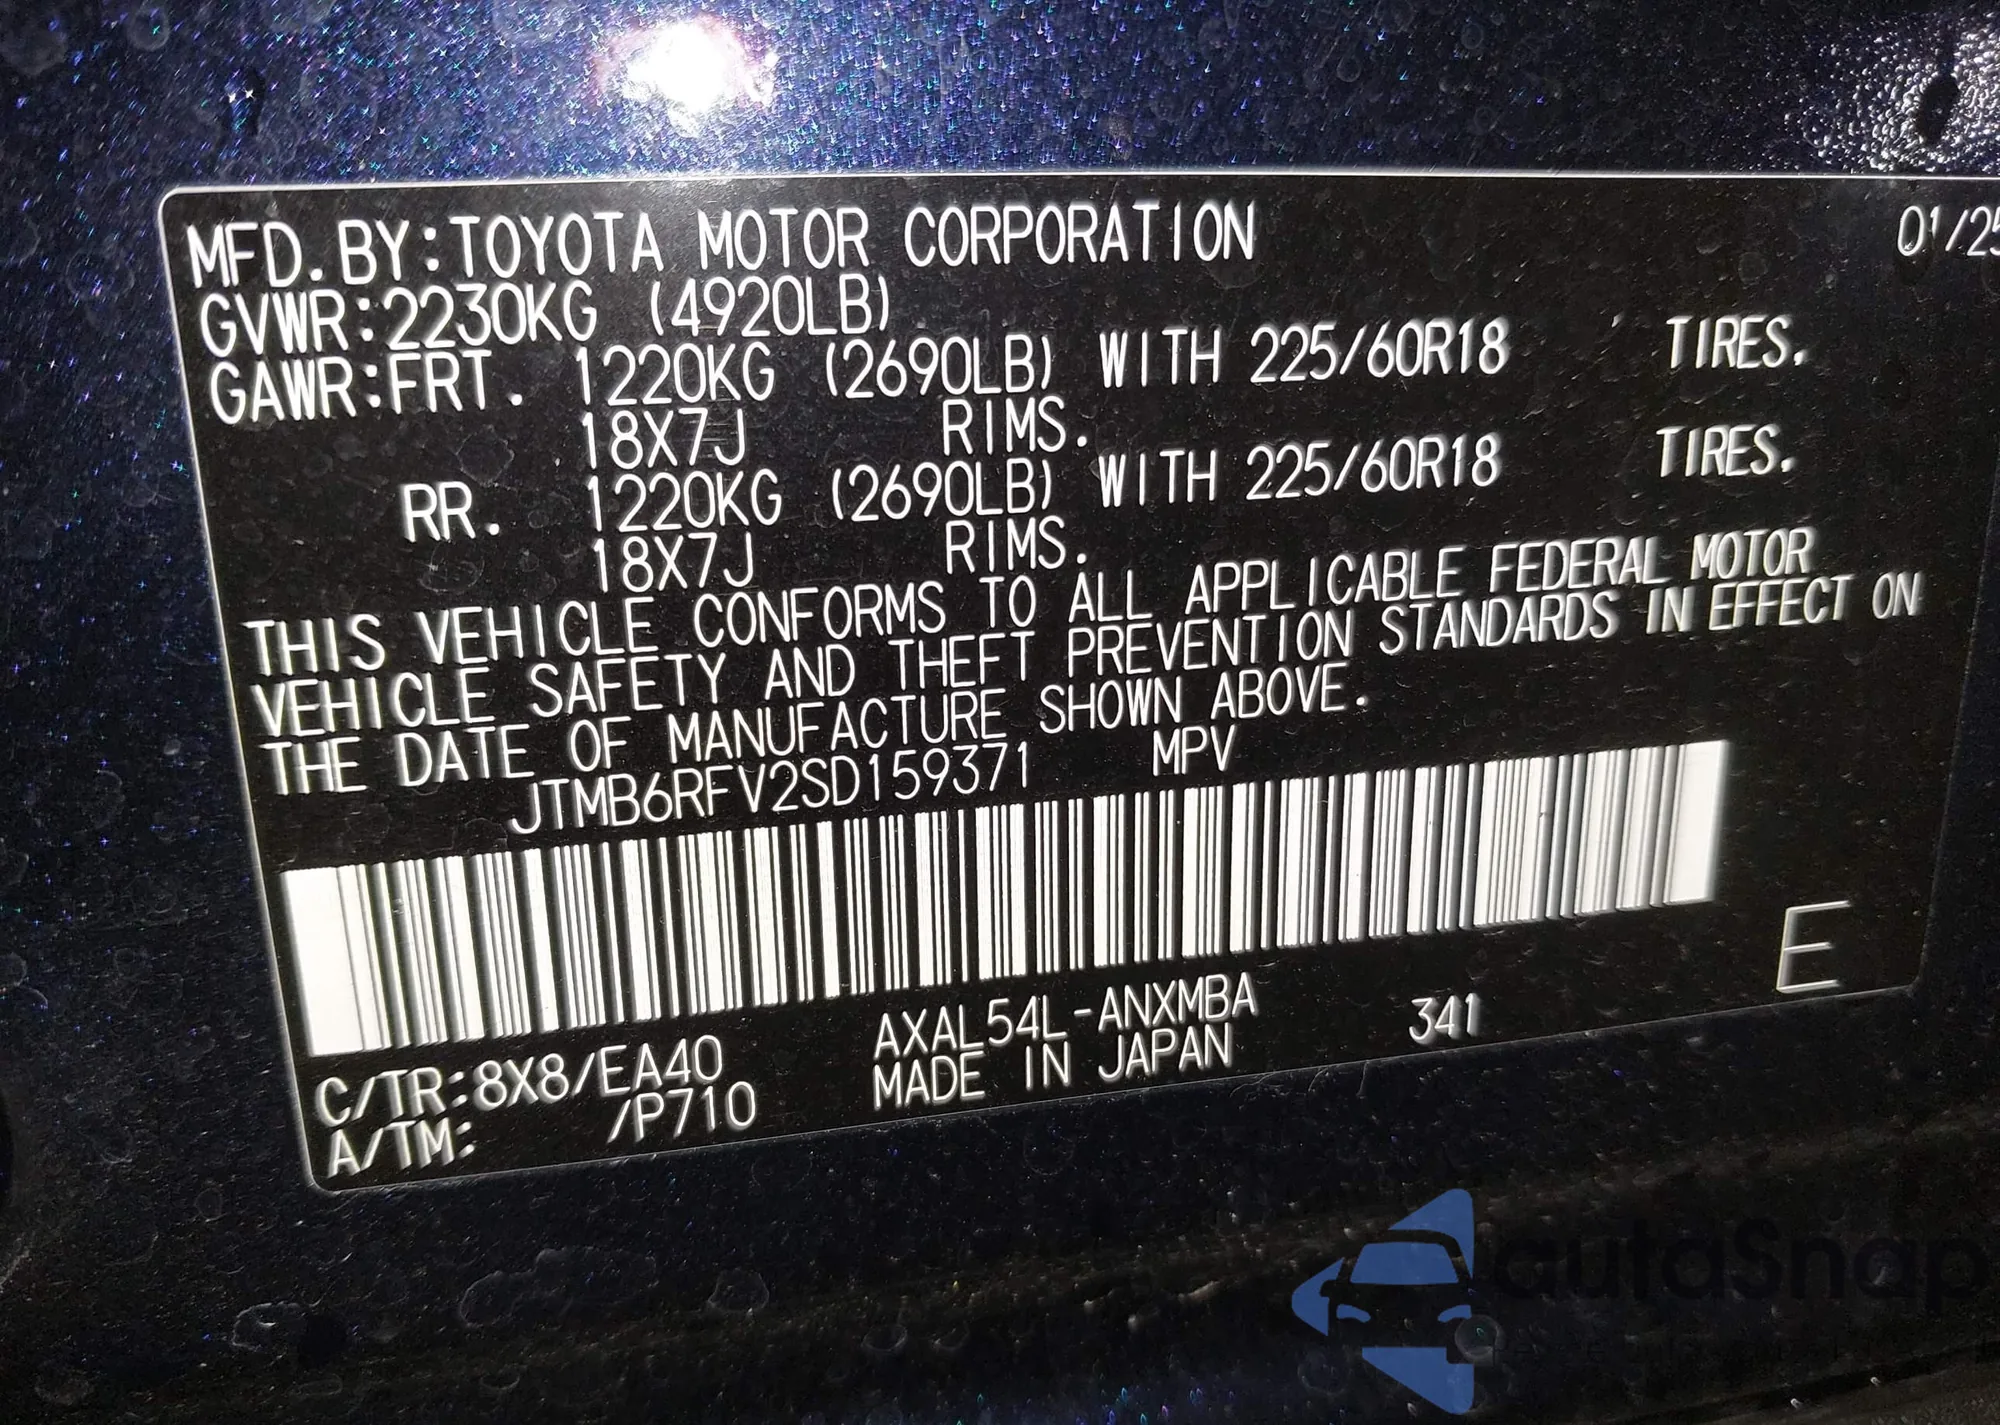 MFD.BY:TOYOTA MOTOR CORPORATION 01/25
GVWR:2230KG (4920LB)
GAWR:FRT. 1220KG (2690LB) WITH 225/60R18 TIRES.
18X7J RIMS.
RR. 1220KG (2690LB) WITH 225/60R18 TIRES.
18X7J RIMS.
THIS VEHICLE CONFORMS TO ALL APPLICABLE FEDERAL MOTOR
VEHICLE SAFETY AND THEFT PREVENTION STANDARDS IN EFFECT ON
THE DATE OF MANUFACTURE SHOWN ABOVE.
JTMB6RFV2SD159371 MPV
E
C/TR:8X8/EA40 AXAL54L-ANXMBA 341
A/TM: /P710 MADE IN JAPAN
autaSnap